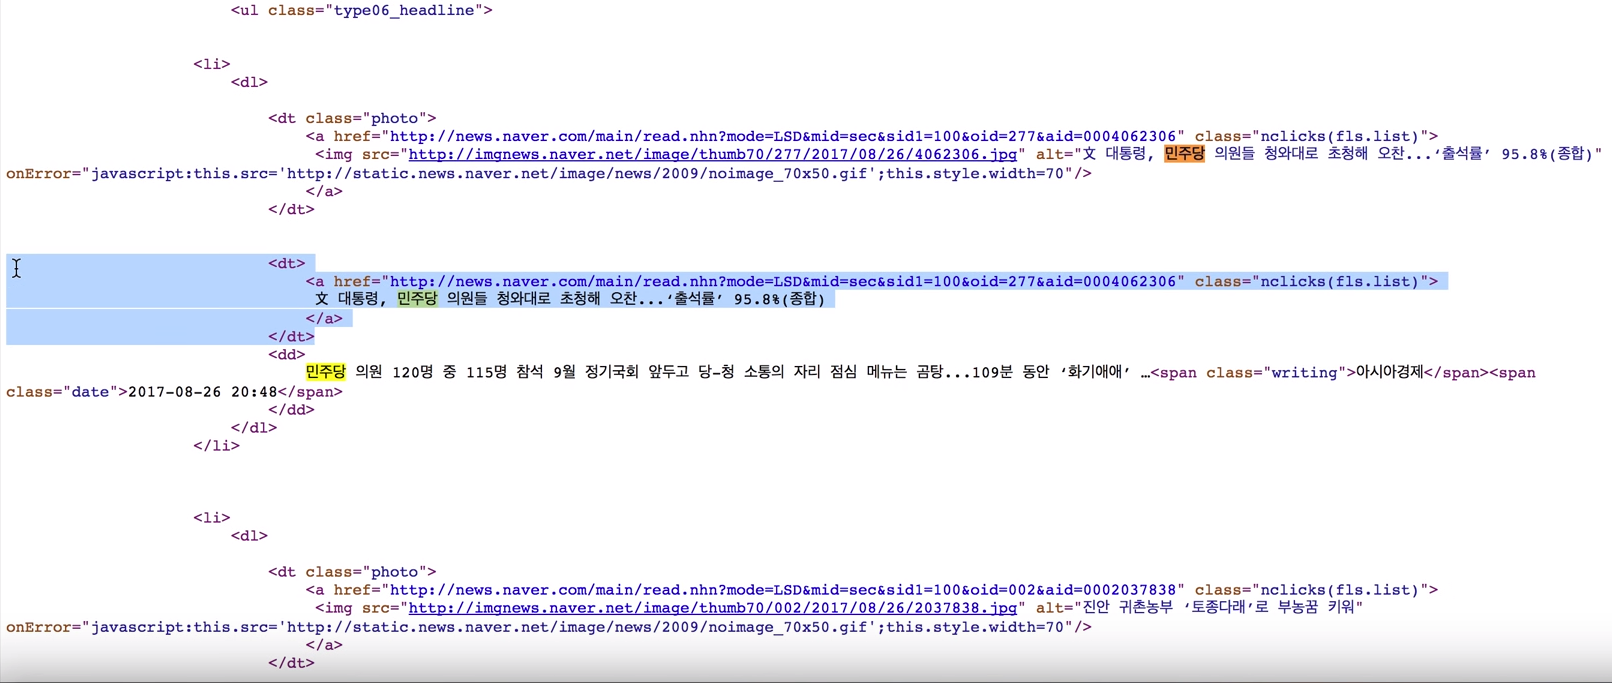 <ul class="type06_headline">
<li>
<dl>
<dt class="photo">
<a href="http://news.naver.com/main/read.nhn?mode=LSD&mid=sec&sid1=100&oid=277&aid=0004062306" class="nclicks(fls.list)">
<img src="http://imgnews.naver.net/image/thumb70/277/2017/08/26/4062306.jpg" alt="文 대통령, 민주당 의원들 청와대로 초청해 오찬...‘출석률’ 95.8%(종합)"
onError="javascript:this.src='http://static.news.naver.net/image/news/2009/noimage_70x50.gif';this.style.width=70"/>
</a>
</dt>
<dt>
<a href="http://news.naver.com/main/read.nhn?mode=LSD&mid=sec&sid1=100&oid=277&aid=0004062306" class="nclicks(fls.list)">
文 대통령, 민주당 의원들 청와대로 초청해 오찬...‘출석률’ 95.8%(종합)
</a>
</dt>
<dd>
민주당 의원 120명 중 115명 참석 9월 정기국회 앞두고 당-청 소통의 자리 점심 메뉴는 곰탕...109분 동안 ‘화기애애’ …<span class="writing">아시아경제</span><span
class="date">2017-08-26 20:48</span>
</dd>
</dl>
</li>
<li>
<dl>
<dt class="photo">
<a href="http://news.naver.com/main/read.nhn?mode=LSD&mid=sec&sid1=100&oid=002&aid=0002037838" class="nclicks(fls.list)">
<img src="http://imgnews.naver.net/image/thumb70/002/2017/08/26/2037838.jpg" alt="진안 귀촌농부 ‘토종다래’로 부농꿈 키워"
onError="javascript:this.src='http://static.news.naver.net/image/news/2009/noimage_70x50.gif';this.style.width=70"/>
</a>
</dt>